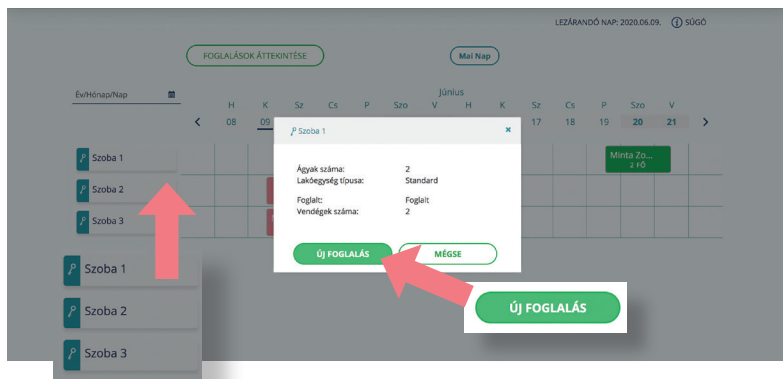 LEZÁRANDÓ NAP: 2020.06.09. i SÚGÓ
FOGLALÁSOK ÁTTEKINTÉSE
Mai Nap
Év/Hónap/Nap
Június
H K Sz Cs P Szo V H K Sz Cs P Szo V
08 09 17 18 19 20 21
Szoba 1
Szoba 2
Szoba 3
Minta Zo...
2 FŐ
Szoba 1
Ágyak száma: 2
Lakóegység típusa: Standard
Foglalt: Foglalt
Vendégek száma: 2
ÚJ FOGLALÁS
MÉGSE
Szoba 1
Szoba 2
Szoba 3
ÚJ FOGLALÁS